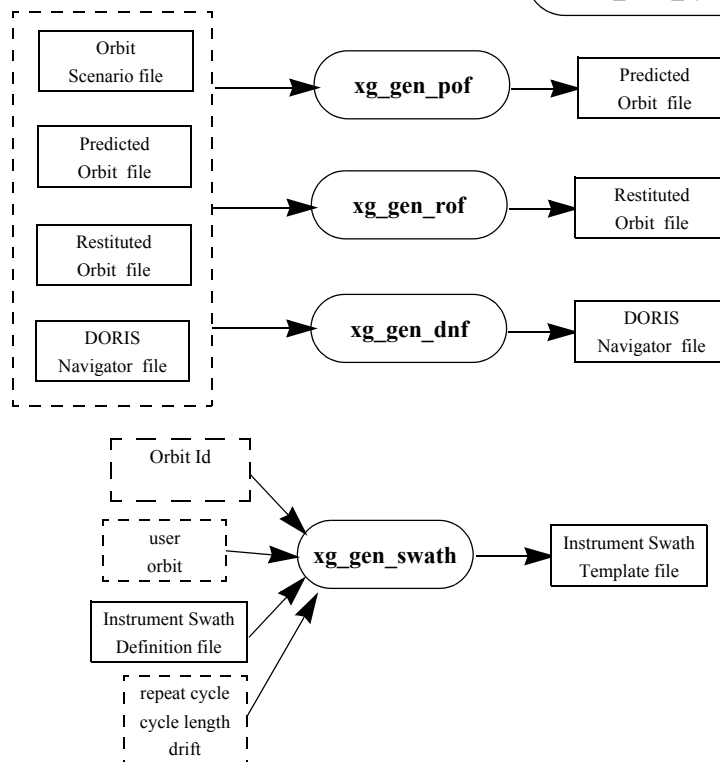 Orbit
Scenario file
xg_gen_pof
Predicted
Orbit file
Predicted
Orbit file
xg_gen_rof
Restituted
Orbit file
Restituted
Orbit file
xg_gen_dnf
DORIS
Navigator file
DORIS
Navigator file
Orbit Id
user
orbit
xg_gen_swath
Instrument Swath
Template file
Instrument Swath
Definition file
repeat cycle
cycle length
drift